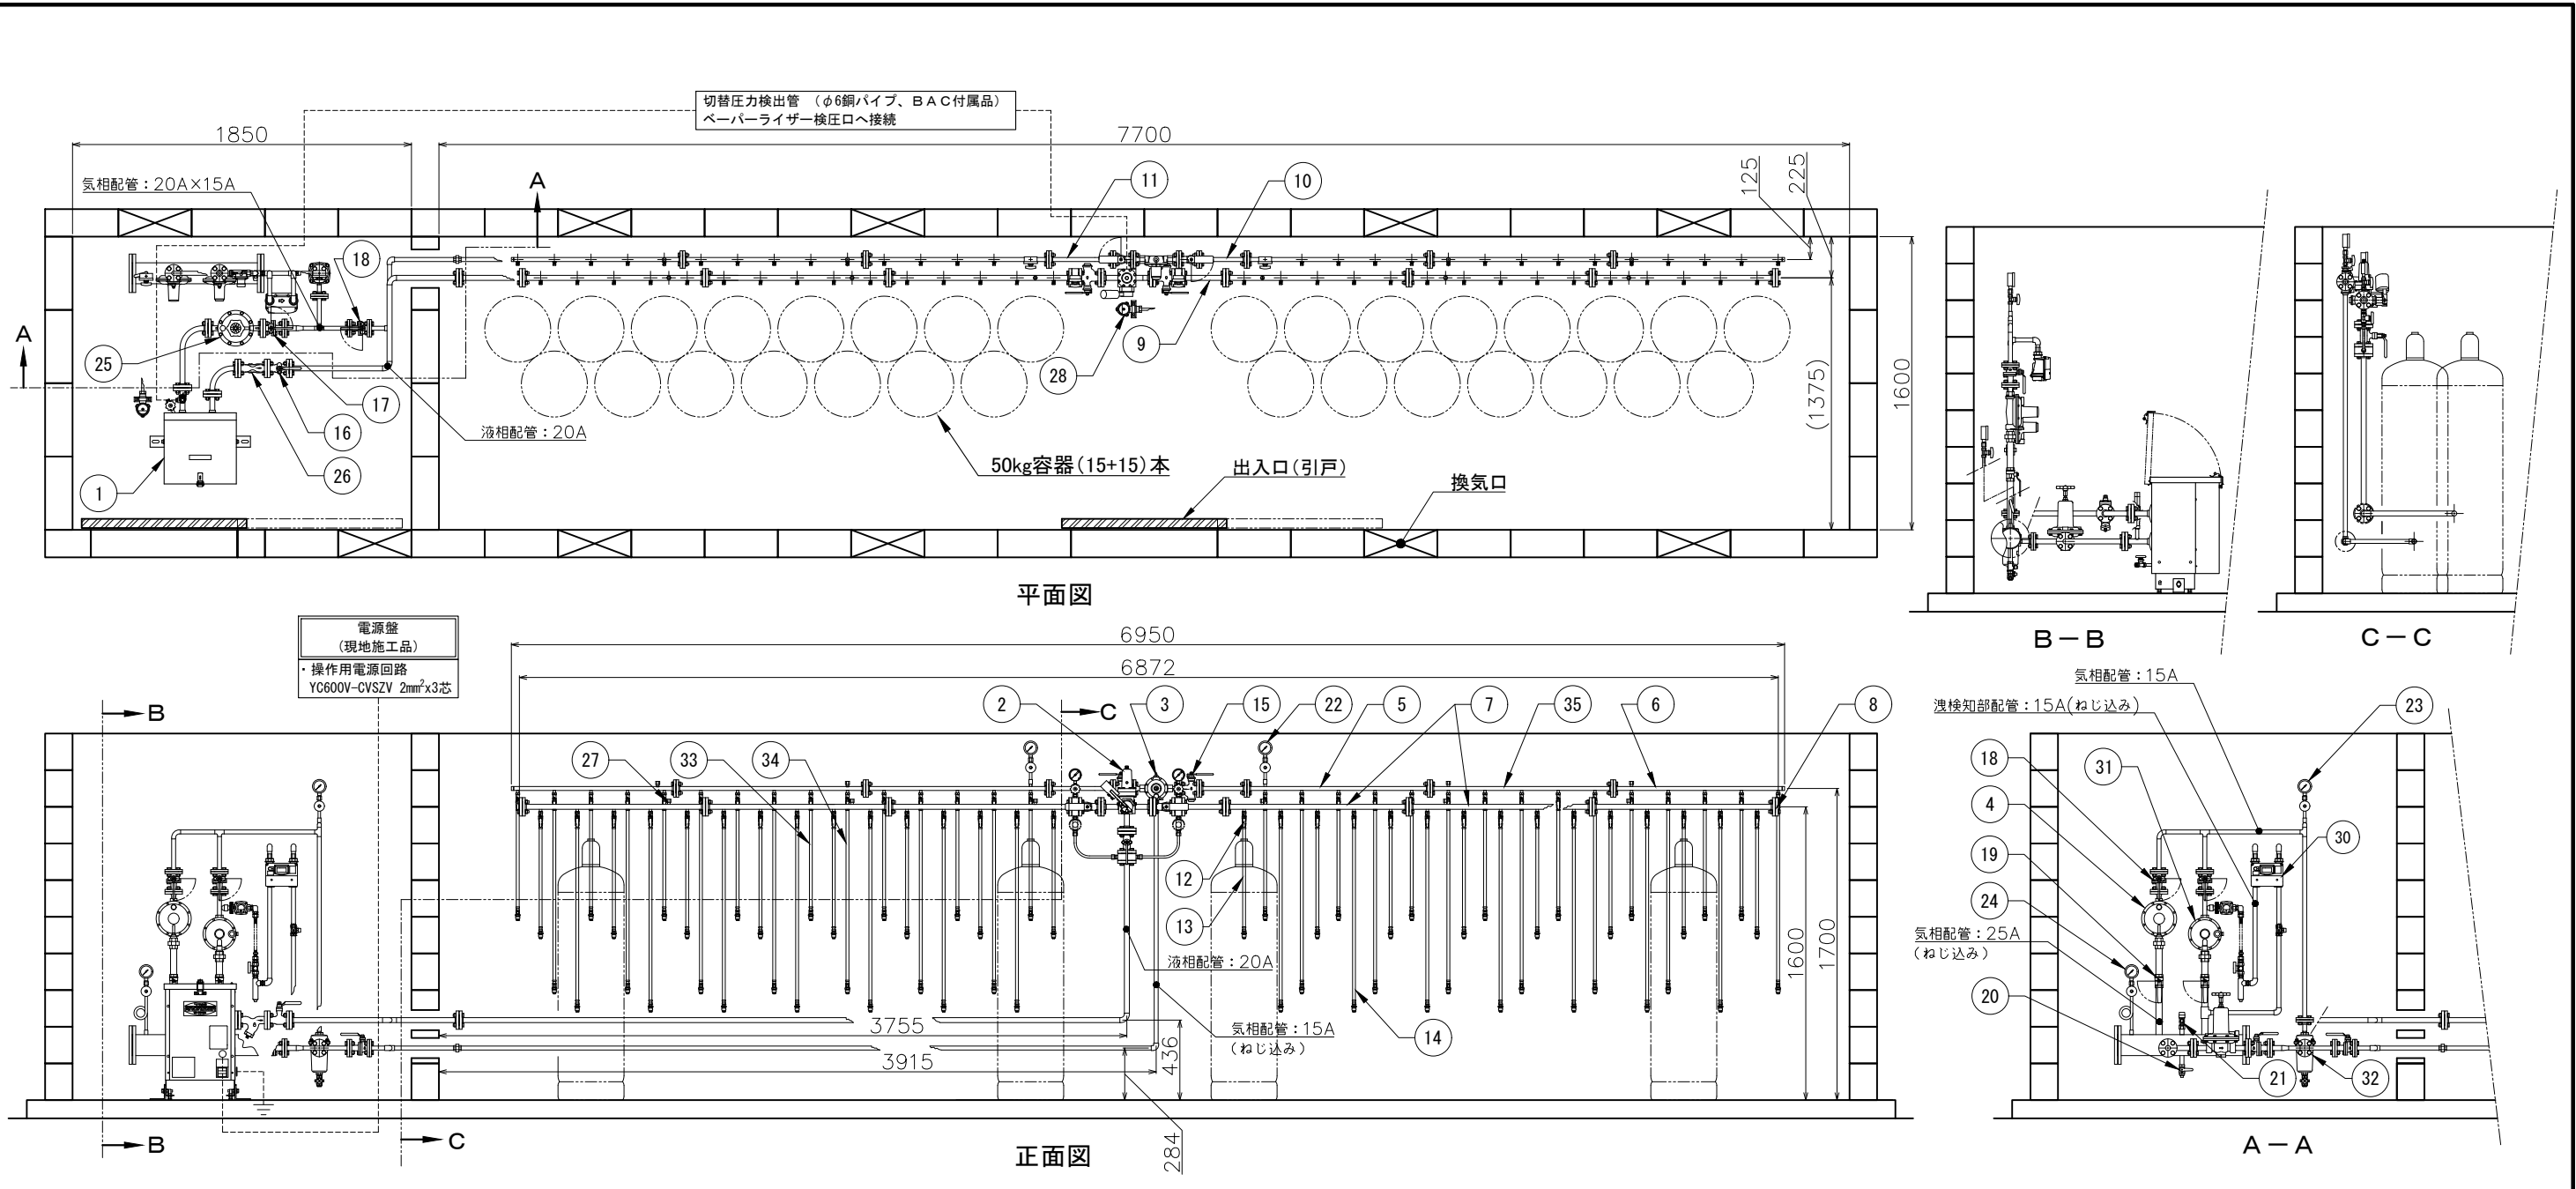 切替圧力検出管 (φ6銅パイプ、BAC付属品)
ベーパーライザー検圧口へ接続
1850
7700
気相配管：20A×15A
A
11
10
125
225
18
A
25
17
9
28
16
液相配管：20A
26
1
50kg容器(15+15)本
出入口(引戸)
換気口
(1375)
1600
平面図
B－B
C－C
電源盤
(現地施工品)
・操作用電源回路
YC600V-CVSZV 2mm²x3芯
6950
6872
B
C
2
3
15
22
5
7
35
6
8
27
33
34
12
13
14
液相配管：20A
気相配管：15A
(ねじ込み)
3755
3915
436
284
1600
1700
B
C
正面図
気相配管：15A
洩検知部配管：15A(ねじ込み)
23
18
31
4
30
19
24
気相配管：25A
(ねじ込み)
20
21
32
A－A